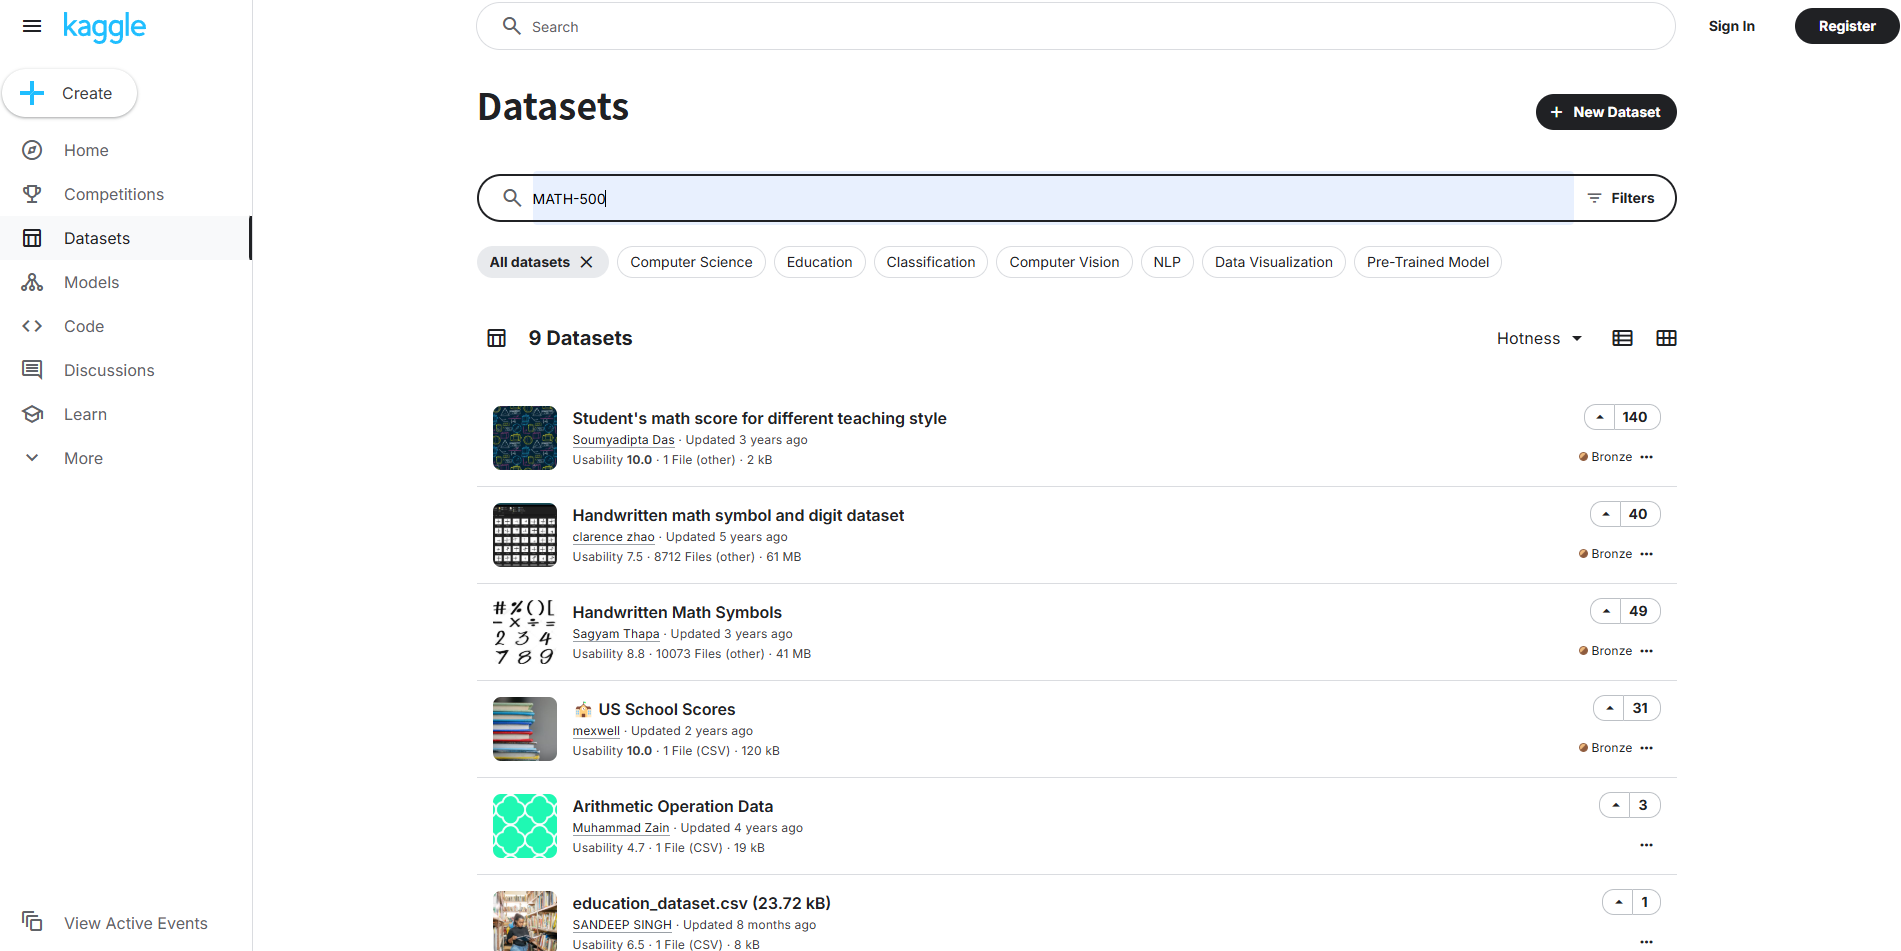 kaggle
Search
Sign In
Register
Create
Home
Competitions
Datasets
Models
Code
Discussions
Learn
More
View Active Events
Datasets
New Dataset
MATH-500
Filters
All datasets
Computer Science
Education
Classification
Computer Vision
NLP
Data Visualization
Pre-Trained Model
9 Datasets
Hotness
Student's math score for different teaching style
140
Soumyadipta Das · Updated 3 years ago
Usability 10.0 · 1 File (other) · 2 kB
Bronze
Handwritten math symbol and digit dataset
40
clarence zhao · Updated 5 years ago
Usability 7.5 · 8712 Files (other) · 61 MB
Bronze
# % ( ) [
- × ÷ =
2 3 4
7 8 9
Handwritten Math Symbols
49
Sagyam Thapa · Updated 3 years ago
Usability 8.8 · 10073 Files (other) · 41 MB
Bronze
US School Scores
31
mexwell · Updated 2 years ago
Usability 10.0 · 1 File (CSV) · 120 kB
Bronze
Arithmetic Operation Data
3
Muhammad Zain · Updated 4 years ago
Usability 4.7 · 1 File (CSV) · 19 kB
education_dataset.csv (23.72 kB)
1
SANDEEP SINGH · Updated 8 months ago
Usability 6.5 · 1 File (CSV) · 8 kB